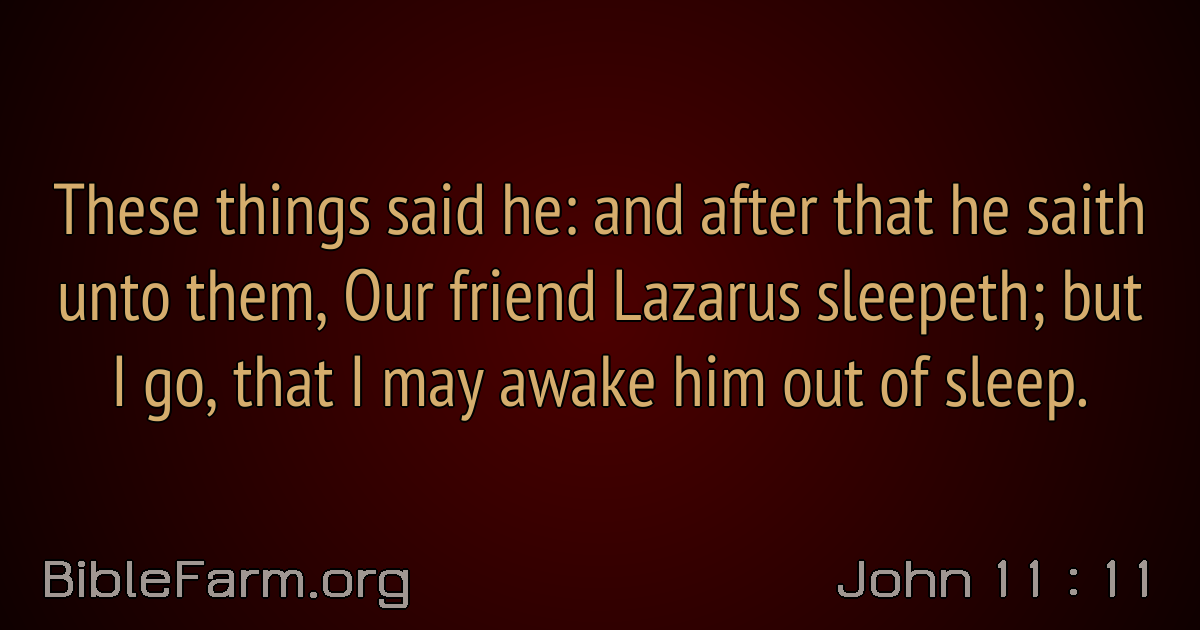 These things said he: and after that he saith
unto them, Our friend Lazarus sleepeth; but
I go, that I may awake him out of sleep.
BibleFarm.org
John 11 : 11